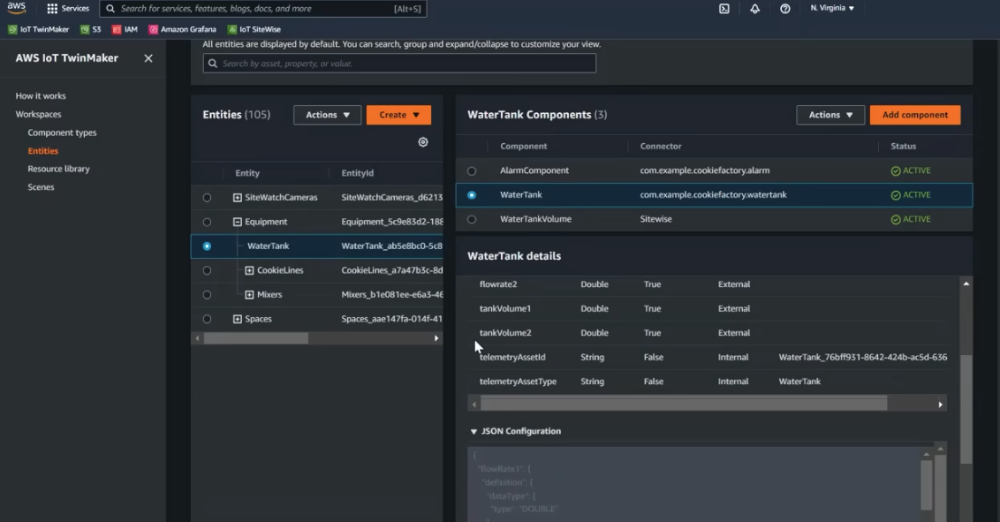 aws
Services
Search for services, features, blogs, docs, and more
[Alt+S]
N. Virginia ▼
IoT TwinMaker
S3
IAM
Amazon Grafana
IoT SiteWise
AWS IoT TwinMaker
How it works
Workspaces
Component types
Entities
Resource library
Scenes
All entities are displayed by default. You can search, group and expand/collapse to customize your view.
Search by asset, property, or value.
Entities (105)
Actions ▼
Create ▼
Entity EntityId
SiteWatchCameras SiteWatchCameras_d6213
Equipment Equipment_5c9e83d2-188
WaterTank WaterTank_ab5e8bc0-5c8
CookieLines CookieLines_a7a47b3c-8d
Mixers Mixers_b1e081ee-e6a3-46
Spaces Spaces_aae147fa-014f-41
WaterTank Components (3)
Actions ▼
Add component
Component Connector Status
AlarmComponent com.example.cookiefactory.alarm ACTIVE
WaterTank com.example.cookiefactory.watertank ACTIVE
WaterTankVolume Sitewise ACTIVE
WaterTank details
flowrate2 Double True External
tankVolume1 Double True External
tankVolume2 Double True External
telemetryAssetId String False Internal WaterTank_76bff931-8642-424b-ac5d-636
telemetryAssetType String False Internal WaterTank
▼ JSON Configuration
{
"flowRate1": {
"definition": {
"dataType": {
"type": "DOUBLE"